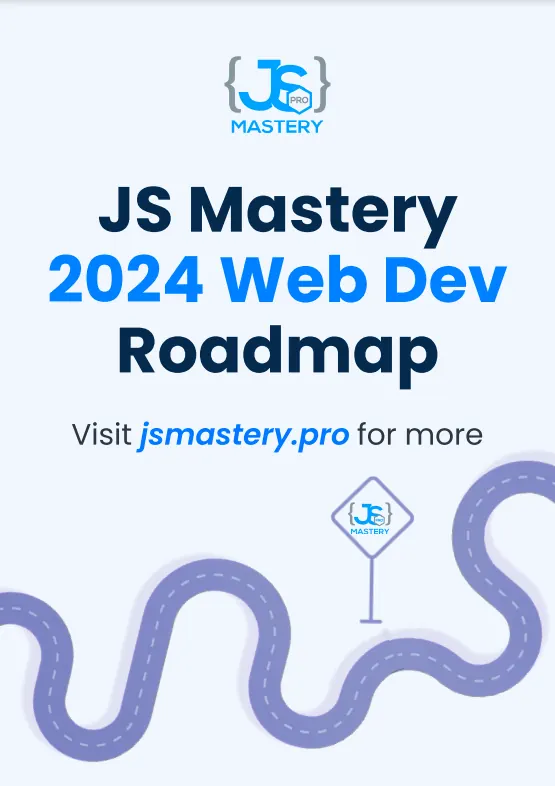 {JS PRO}
MASTERY
JS Mastery
2024 Web Dev
Roadmap
Visit jsmastery.pro for more
{JS PRO}
MASTERY